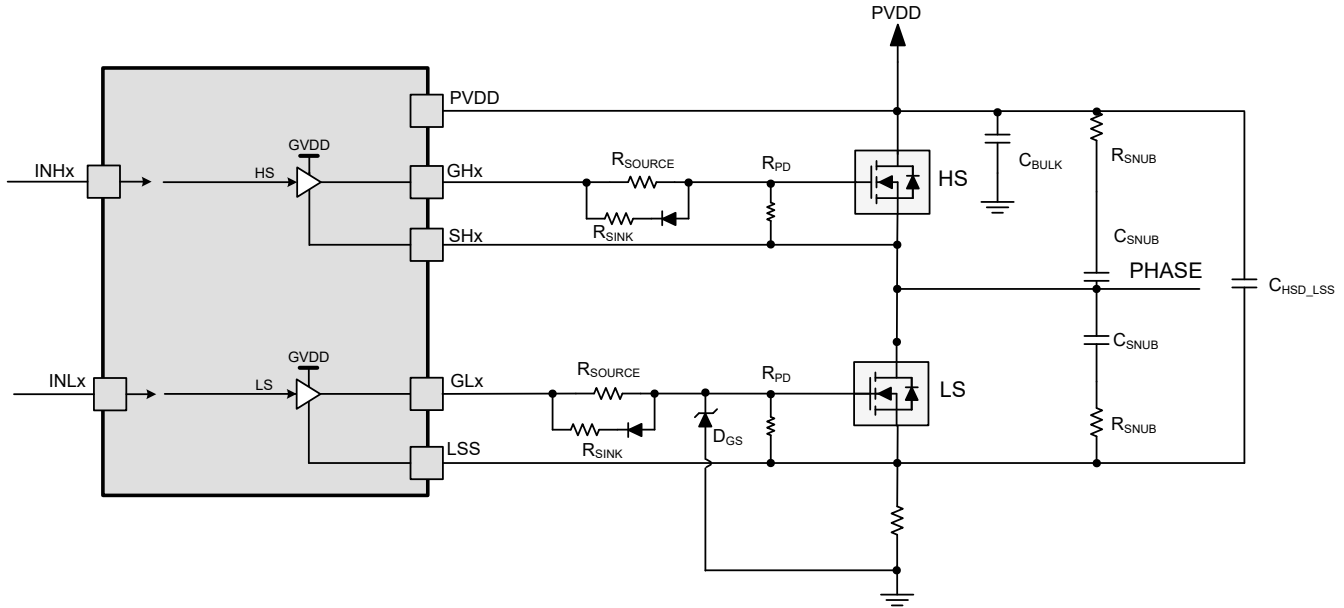 PVDD
PVDD
GVDD
INHx
HS
GHx
RSOURCE
RPD
HS
CBULK
RSNUB
RSINK
SHx
CSNUB
PHASE
CHSD_LSS
CSNUB
GVDD
INLx
LS
GLx
RSOURCE
RPD
LS
RSNUB
DGS
RSINK
LSS